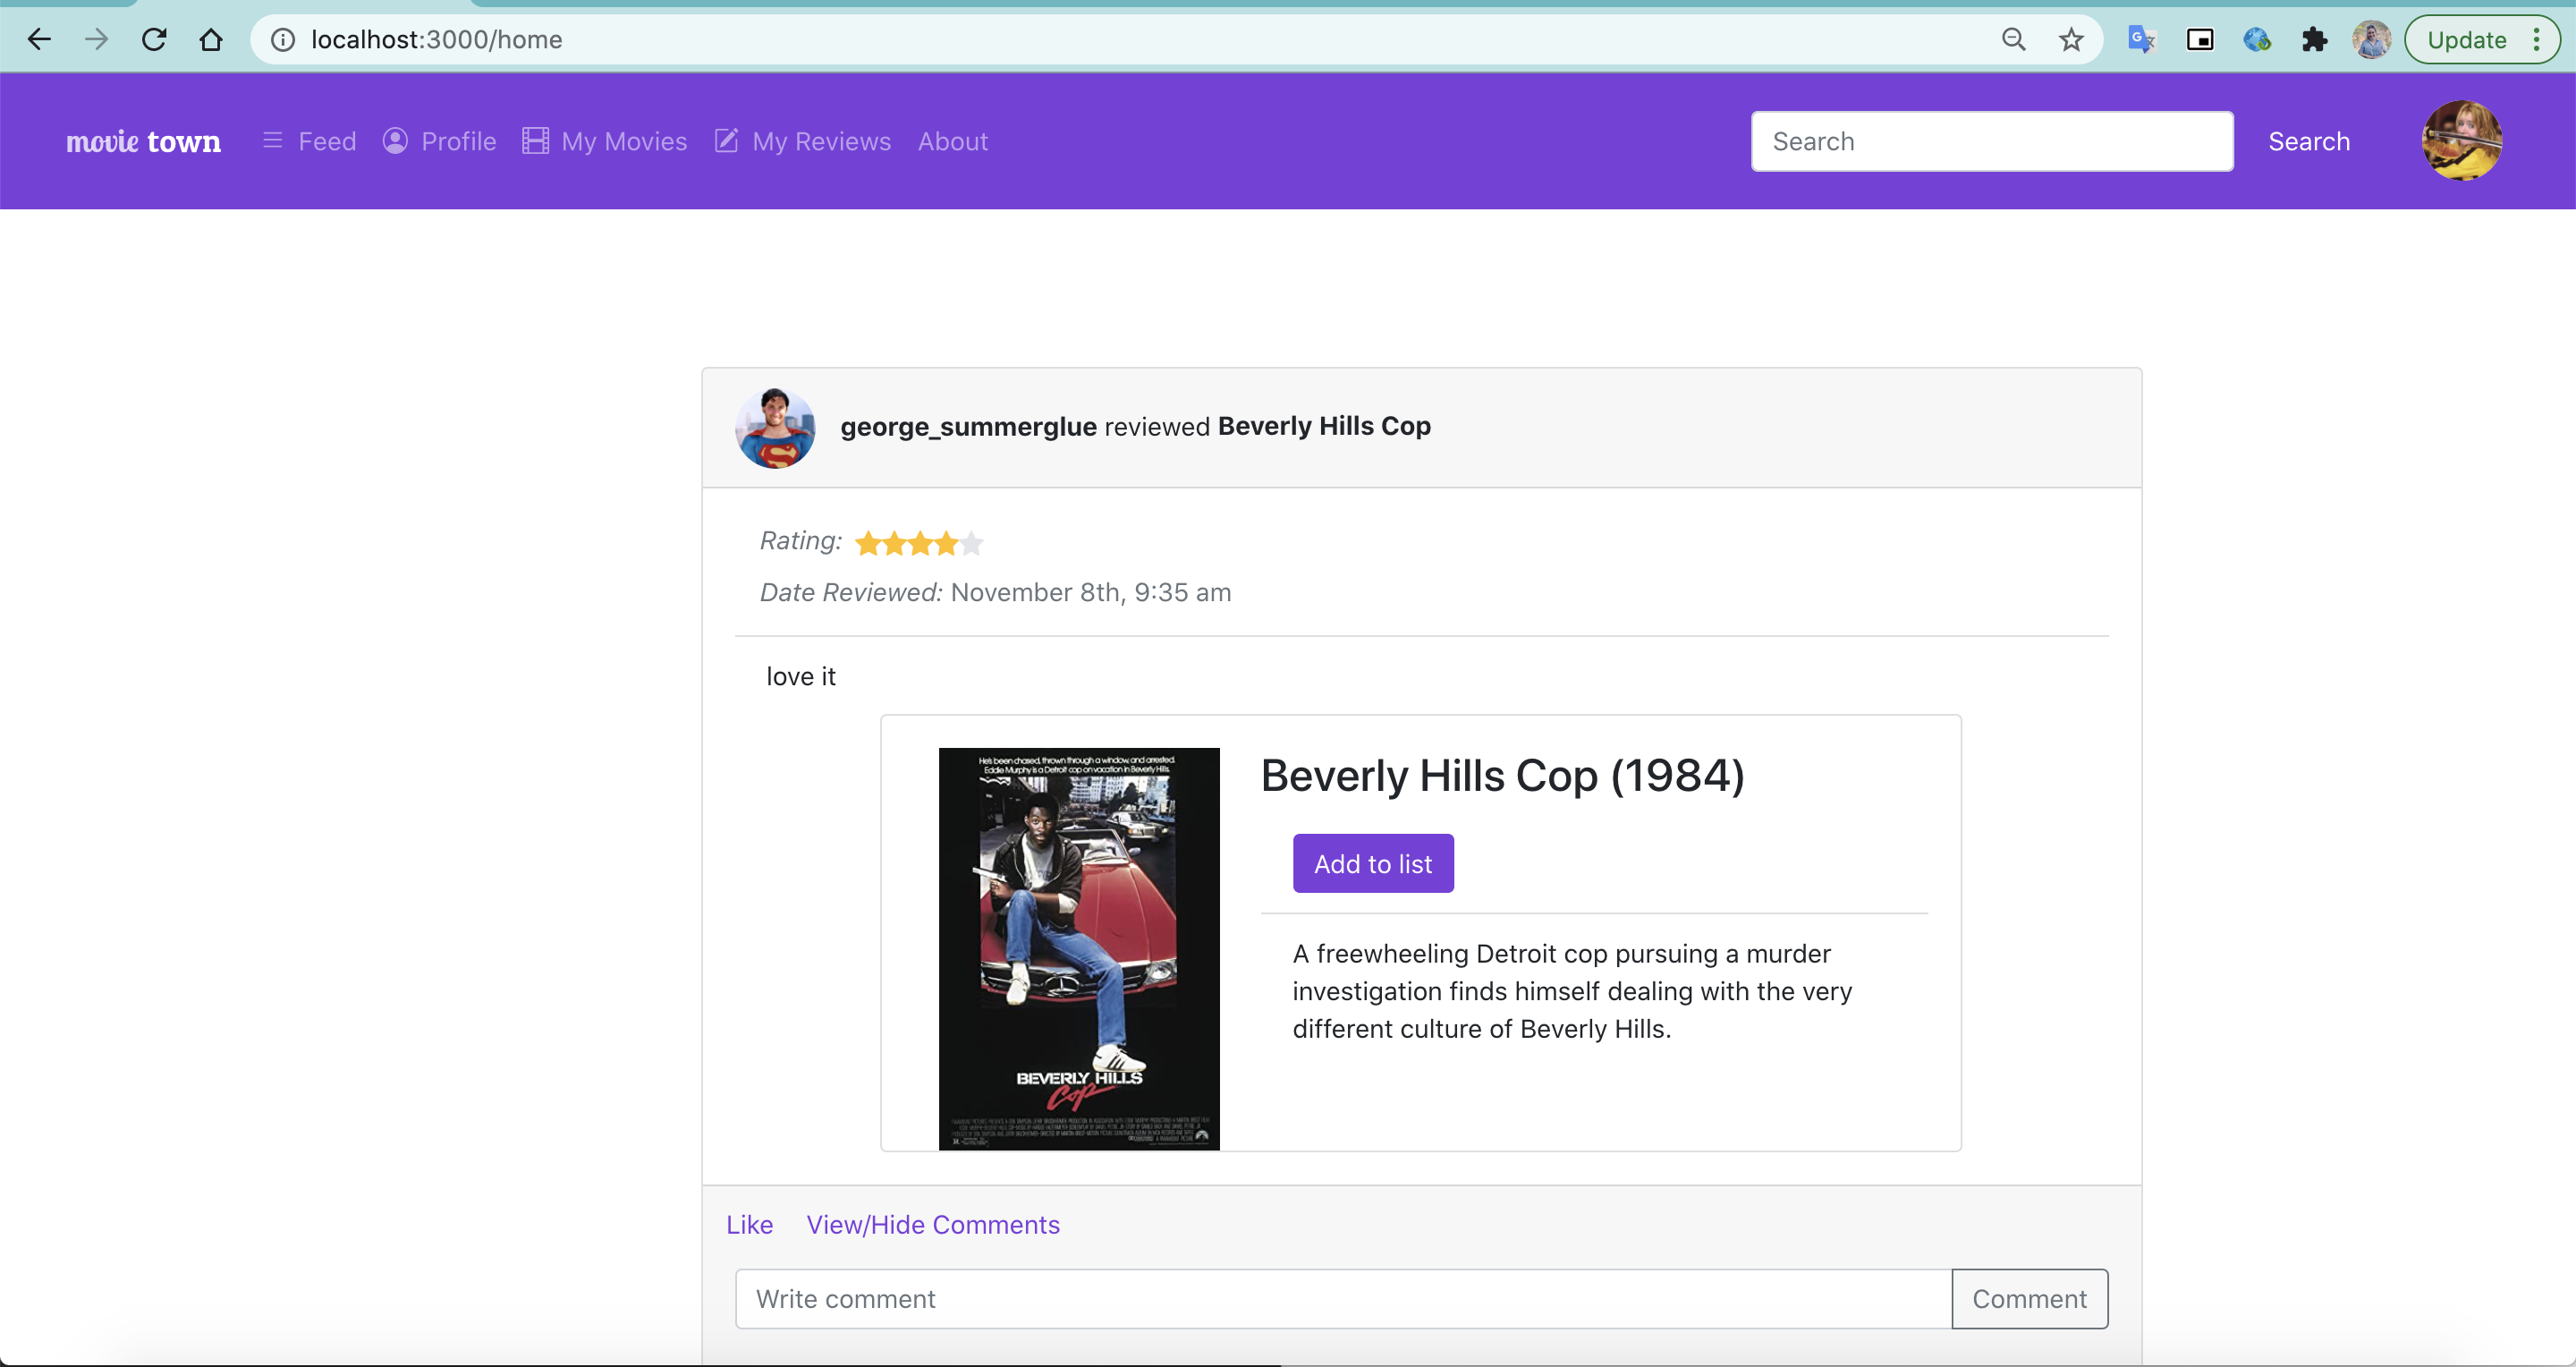 localhost:3000/home
Update
movie town
Feed
Profile
My Movies
My Reviews
About
Search
Search
george_summerglue reviewed Beverly Hills Cop
Rating:
Date Reviewed: November 8th, 9:35 am
love it
He's been chased, thrown through a window, and arrested.
Eddie Murphy is a Detroit cop on vacation in Beverly Hills.
BEVERLY HILLS
Cop
Beverly Hills Cop (1984)
Add to list
A freewheeling Detroit cop pursuing a murder
investigation finds himself dealing with the very
different culture of Beverly Hills.
Like
View/Hide Comments
Write comment
Comment